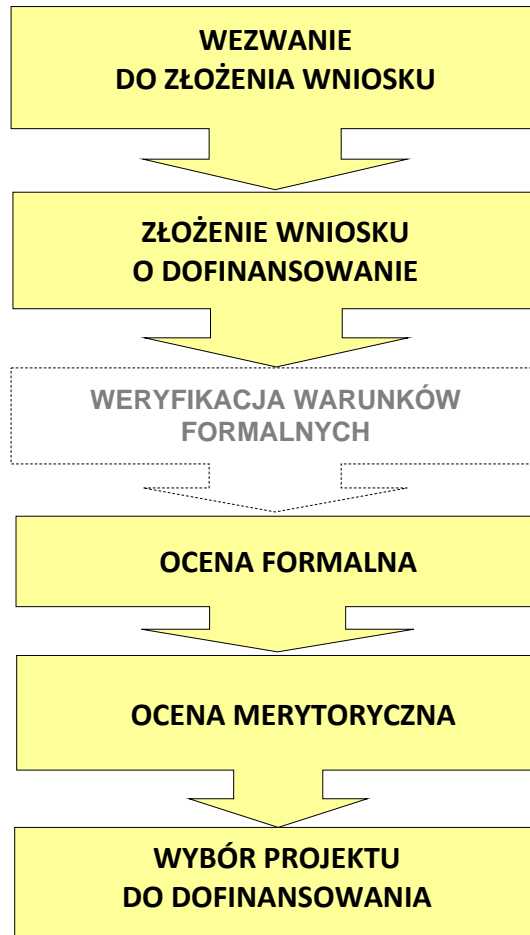 WEZWANIE
DO ZŁOŻENIA WNIOSKU
ZŁOŻENIE WNIOSKU
O DOFINANSOWANIE
WERYFIKACJA WARUNKÓW
FORMALNYCH
OCENA FORMALNA
OCENA MERYTORYCZNA
WYBÓR PROJEKTU
DO DOFINANSOWANIA